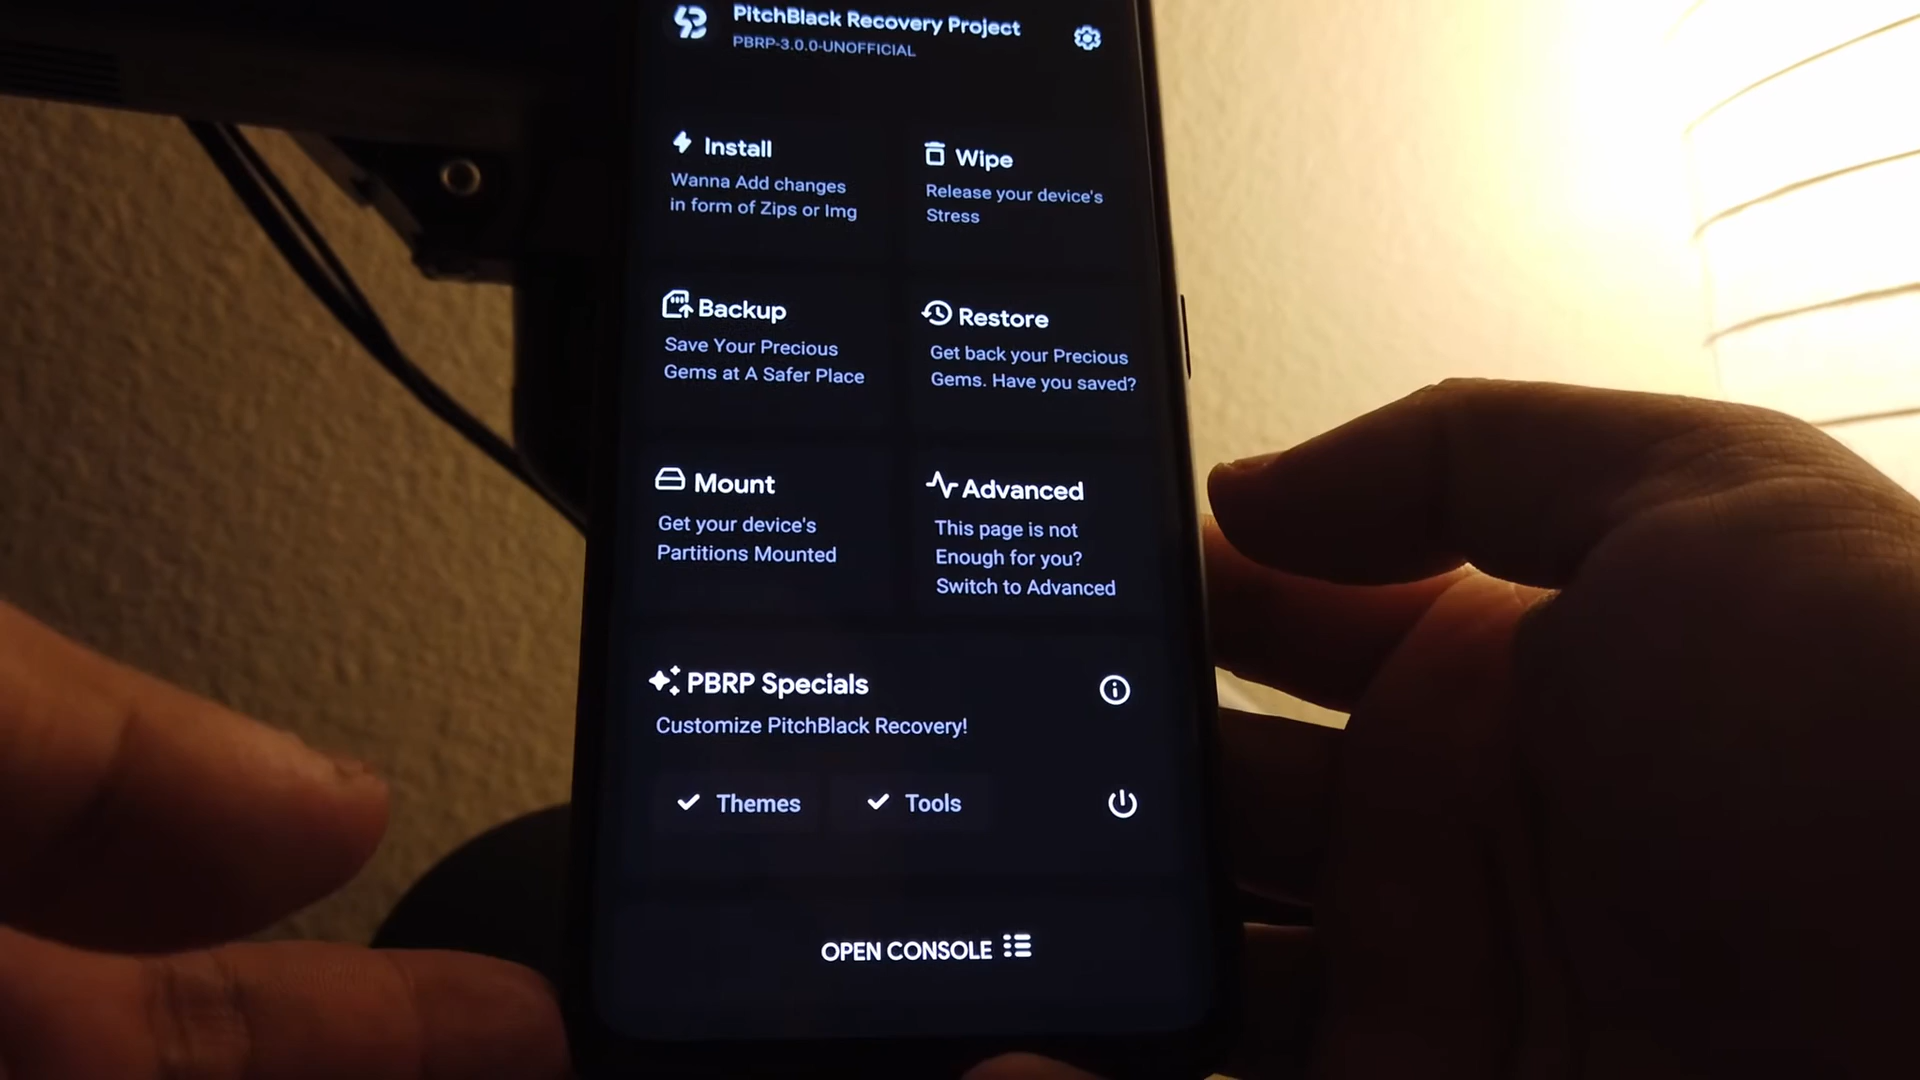 PitchBlack Recovery Project
PBRP-3.0.0-UNOFFICIAL
Install
Wanna Add changes
in form of Zips or Img
Wipe
Release your device's
Stress
Backup
Save Your Precious
Gems at A Safer Place
Restore
Get back your Precious
Gems. Have you saved?
Mount
Get your device's
Partitions Mounted
Advanced
This page is not
Enough for you?
Switch to Advanced
PBRP Specials
Customize PitchBlack Recovery!
Themes
Tools
OPEN CONSOLE